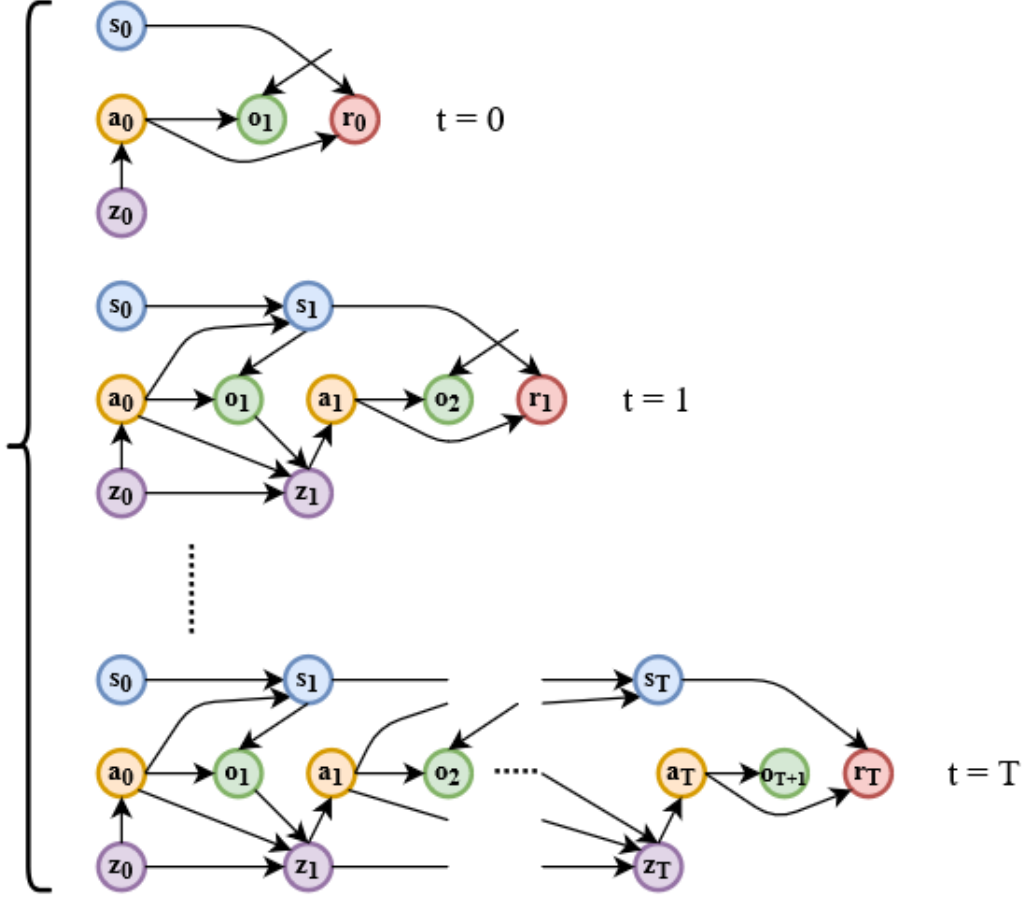 s0
a0 o1 r0 t = 0
z0
s0 s1
a0 o1 a1 o2 r1 t = 1
z0 z1
s0 s1 sT
a0 o1 a1 o2 aT oT+1 rT t = T
z0 z1 zT